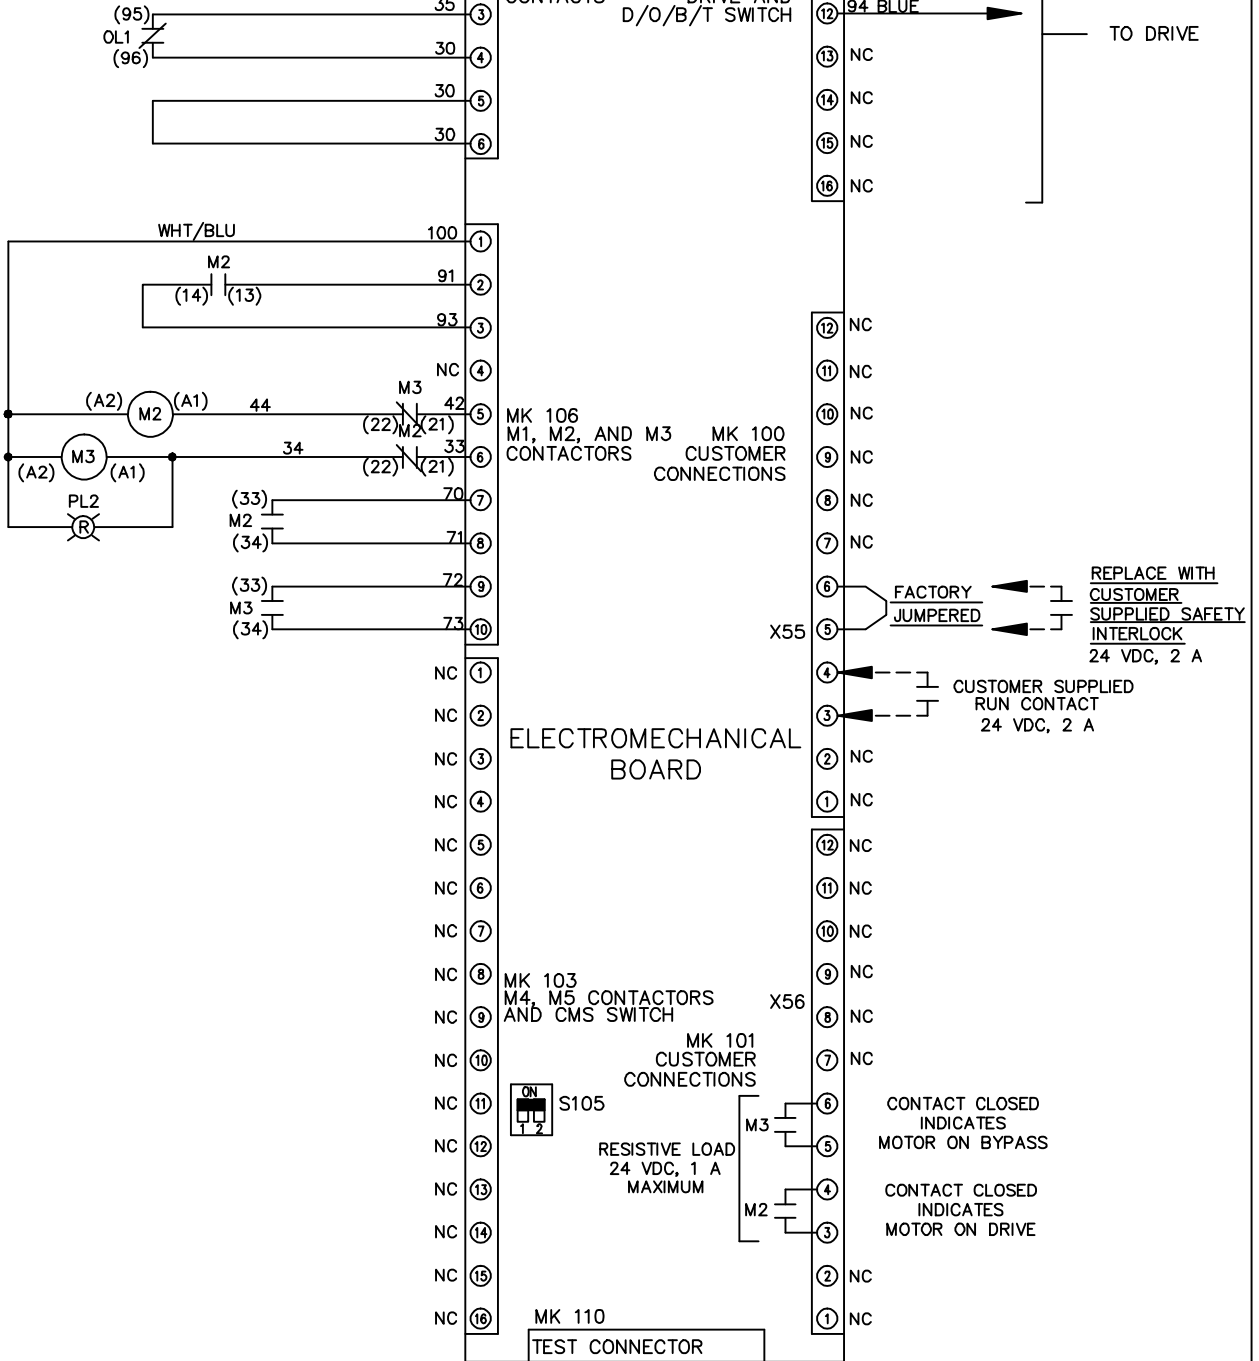 (95)
OL1
(96)
35 3
30 4
30 5
30 6
D/O/B/T SWITCH
12 94 BLUE
TO DRIVE
13 NC
14 NC
15 NC
16 NC
WHT/BLU 100 1
M2
(14) (13) 91 2
93 3
NC 4
(A2) M2 (A1) 44 M3 (22) (21) 42 5
(A2) M3 (A1) 34 M2 (22) (21) 33 6
PL2
R
(33) 70 7
M2
(34) 71 8
(33) 72 9
M3
(34) 73 10
MK 106
M1, M2, AND M3
CONTACTORS
MK 100
CUSTOMER
CONNECTIONS
12 NC
11 NC
10 NC
9 NC
8 NC
7 NC
6
X55 5
4
3
2 NC
1 NC
FACTORY
JUMPERED
REPLACE WITH
CUSTOMER
SUPPLIED SAFETY
INTERLOCK
24 VDC, 2 A
CUSTOMER SUPPLIED
RUN CONTACT
24 VDC, 2 A
ELECTROMECHANICAL
BOARD
NC 1
NC 2
NC 3
NC 4
NC 5
NC 6
NC 7
NC 8
NC 9
NC 10
NC 11
NC 12
NC 13
NC 14
NC 15
NC 16
MK 103
M4, M5 CONTACTORS
AND CMS SWITCH
ON
1 2
S105
X56
MK 101
CUSTOMER
CONNECTIONS
12 NC
11 NC
10 NC
9 NC
8 NC
7 NC
6
M3
5
4
M2
3
2 NC
1 NC
RESISTIVE LOAD
24 VDC, 1 A
MAXIMUM
CONTACT CLOSED
INDICATES
MOTOR ON BYPASS
CONTACT CLOSED
INDICATES
MOTOR ON DRIVE
MK 110
TEST CONNECTOR